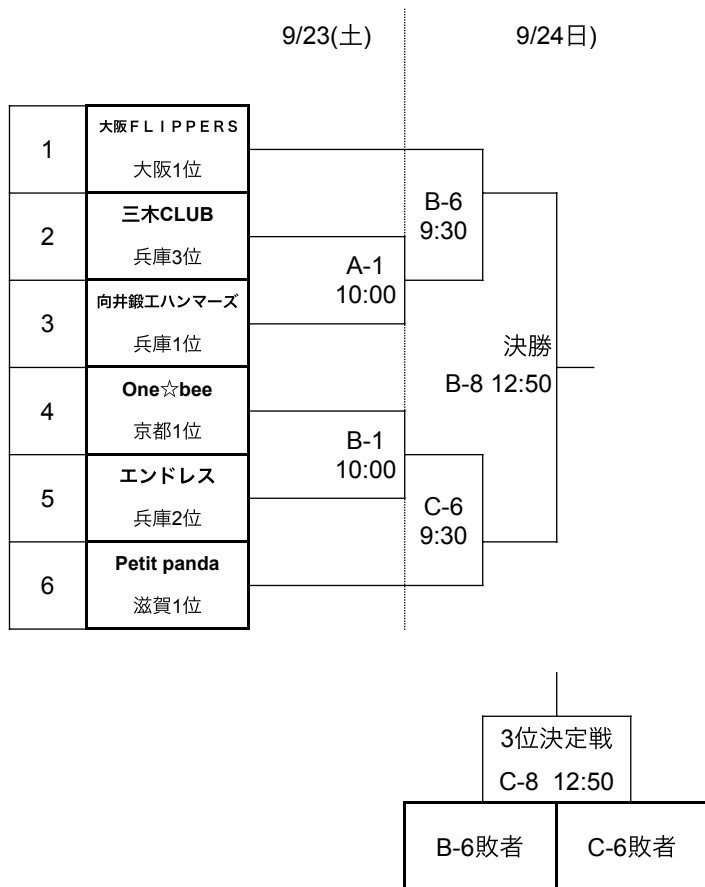 9/23(土)
9/24日)
1
大阪ＦＬＩＰＰＥＲＳ
大阪1位
2
三木CLUB
兵庫3位
3
向井鍛工ハンマーズ
兵庫1位
4
One☆bee
京都1位
5
エンドレス
兵庫2位
6
Petit panda
滋賀1位
A-1
10:00
B-1
10:00
B-6
9:30
C-6
9:30
決勝
B-8 12:50
3位決定戦
C-8 12:50
B-6敗者
C-6敗者